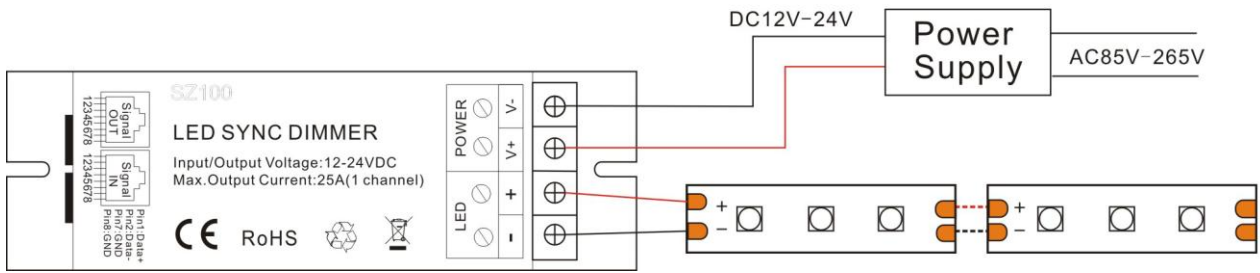 DC12V-24V
Power
Supply
AC85V-265V
SZ100
LED SYNC DIMMER
Input/Output Voltage:12-24VDC
Max.Output Current:25A(1 channel)
CE RoHS
12345678
Signal
OUT
12345678
Signal
IN
Pin1:Data+
Pin2:Data-
Pin7:GND
Pin8:GND
POWER
V-
V+
LED
+
-
+
-
+
-